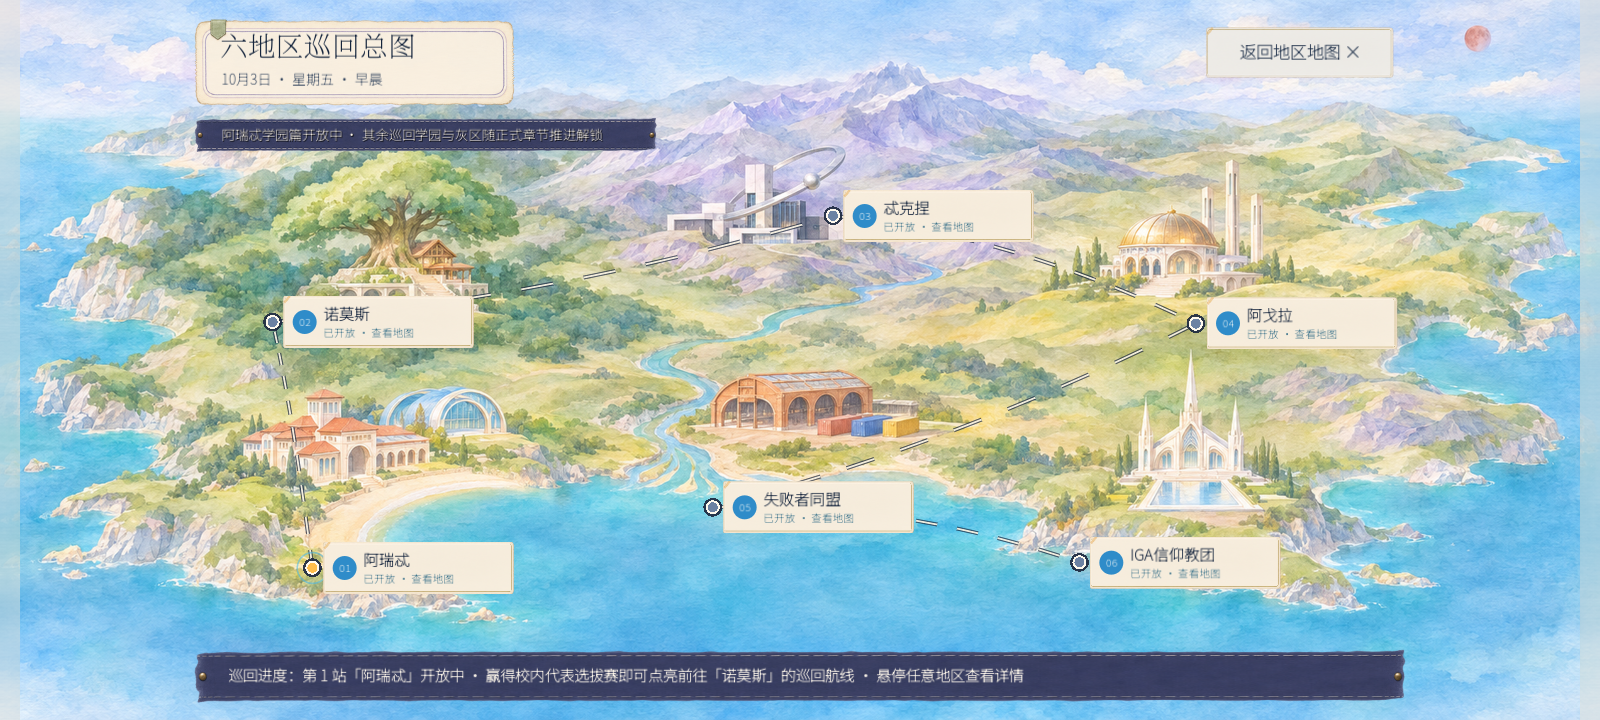 六地区巡回总图
10月3日 · 星期五 · 早晨
返回地区地图 ×
阿瑞忒学园篇开放中 · 其余巡回学园与灰区随正式章节推进解锁
03 忒克捏
已开放 · 查看地图
02 诺莫斯
已开放 · 查看地图
04 阿戈拉
已开放 · 查看地图
05 失败者同盟
已开放 · 查看地图
01 阿瑞忒
已开放 · 查看地图
06 IGA信仰教团
已开放 · 查看地图
巡回进度：第 1 站「阿瑞忒」开放中 · 赢得校内代表选拔赛即可点亮前往「诺莫斯」的巡回航线 · 悬停任意地区查看详情